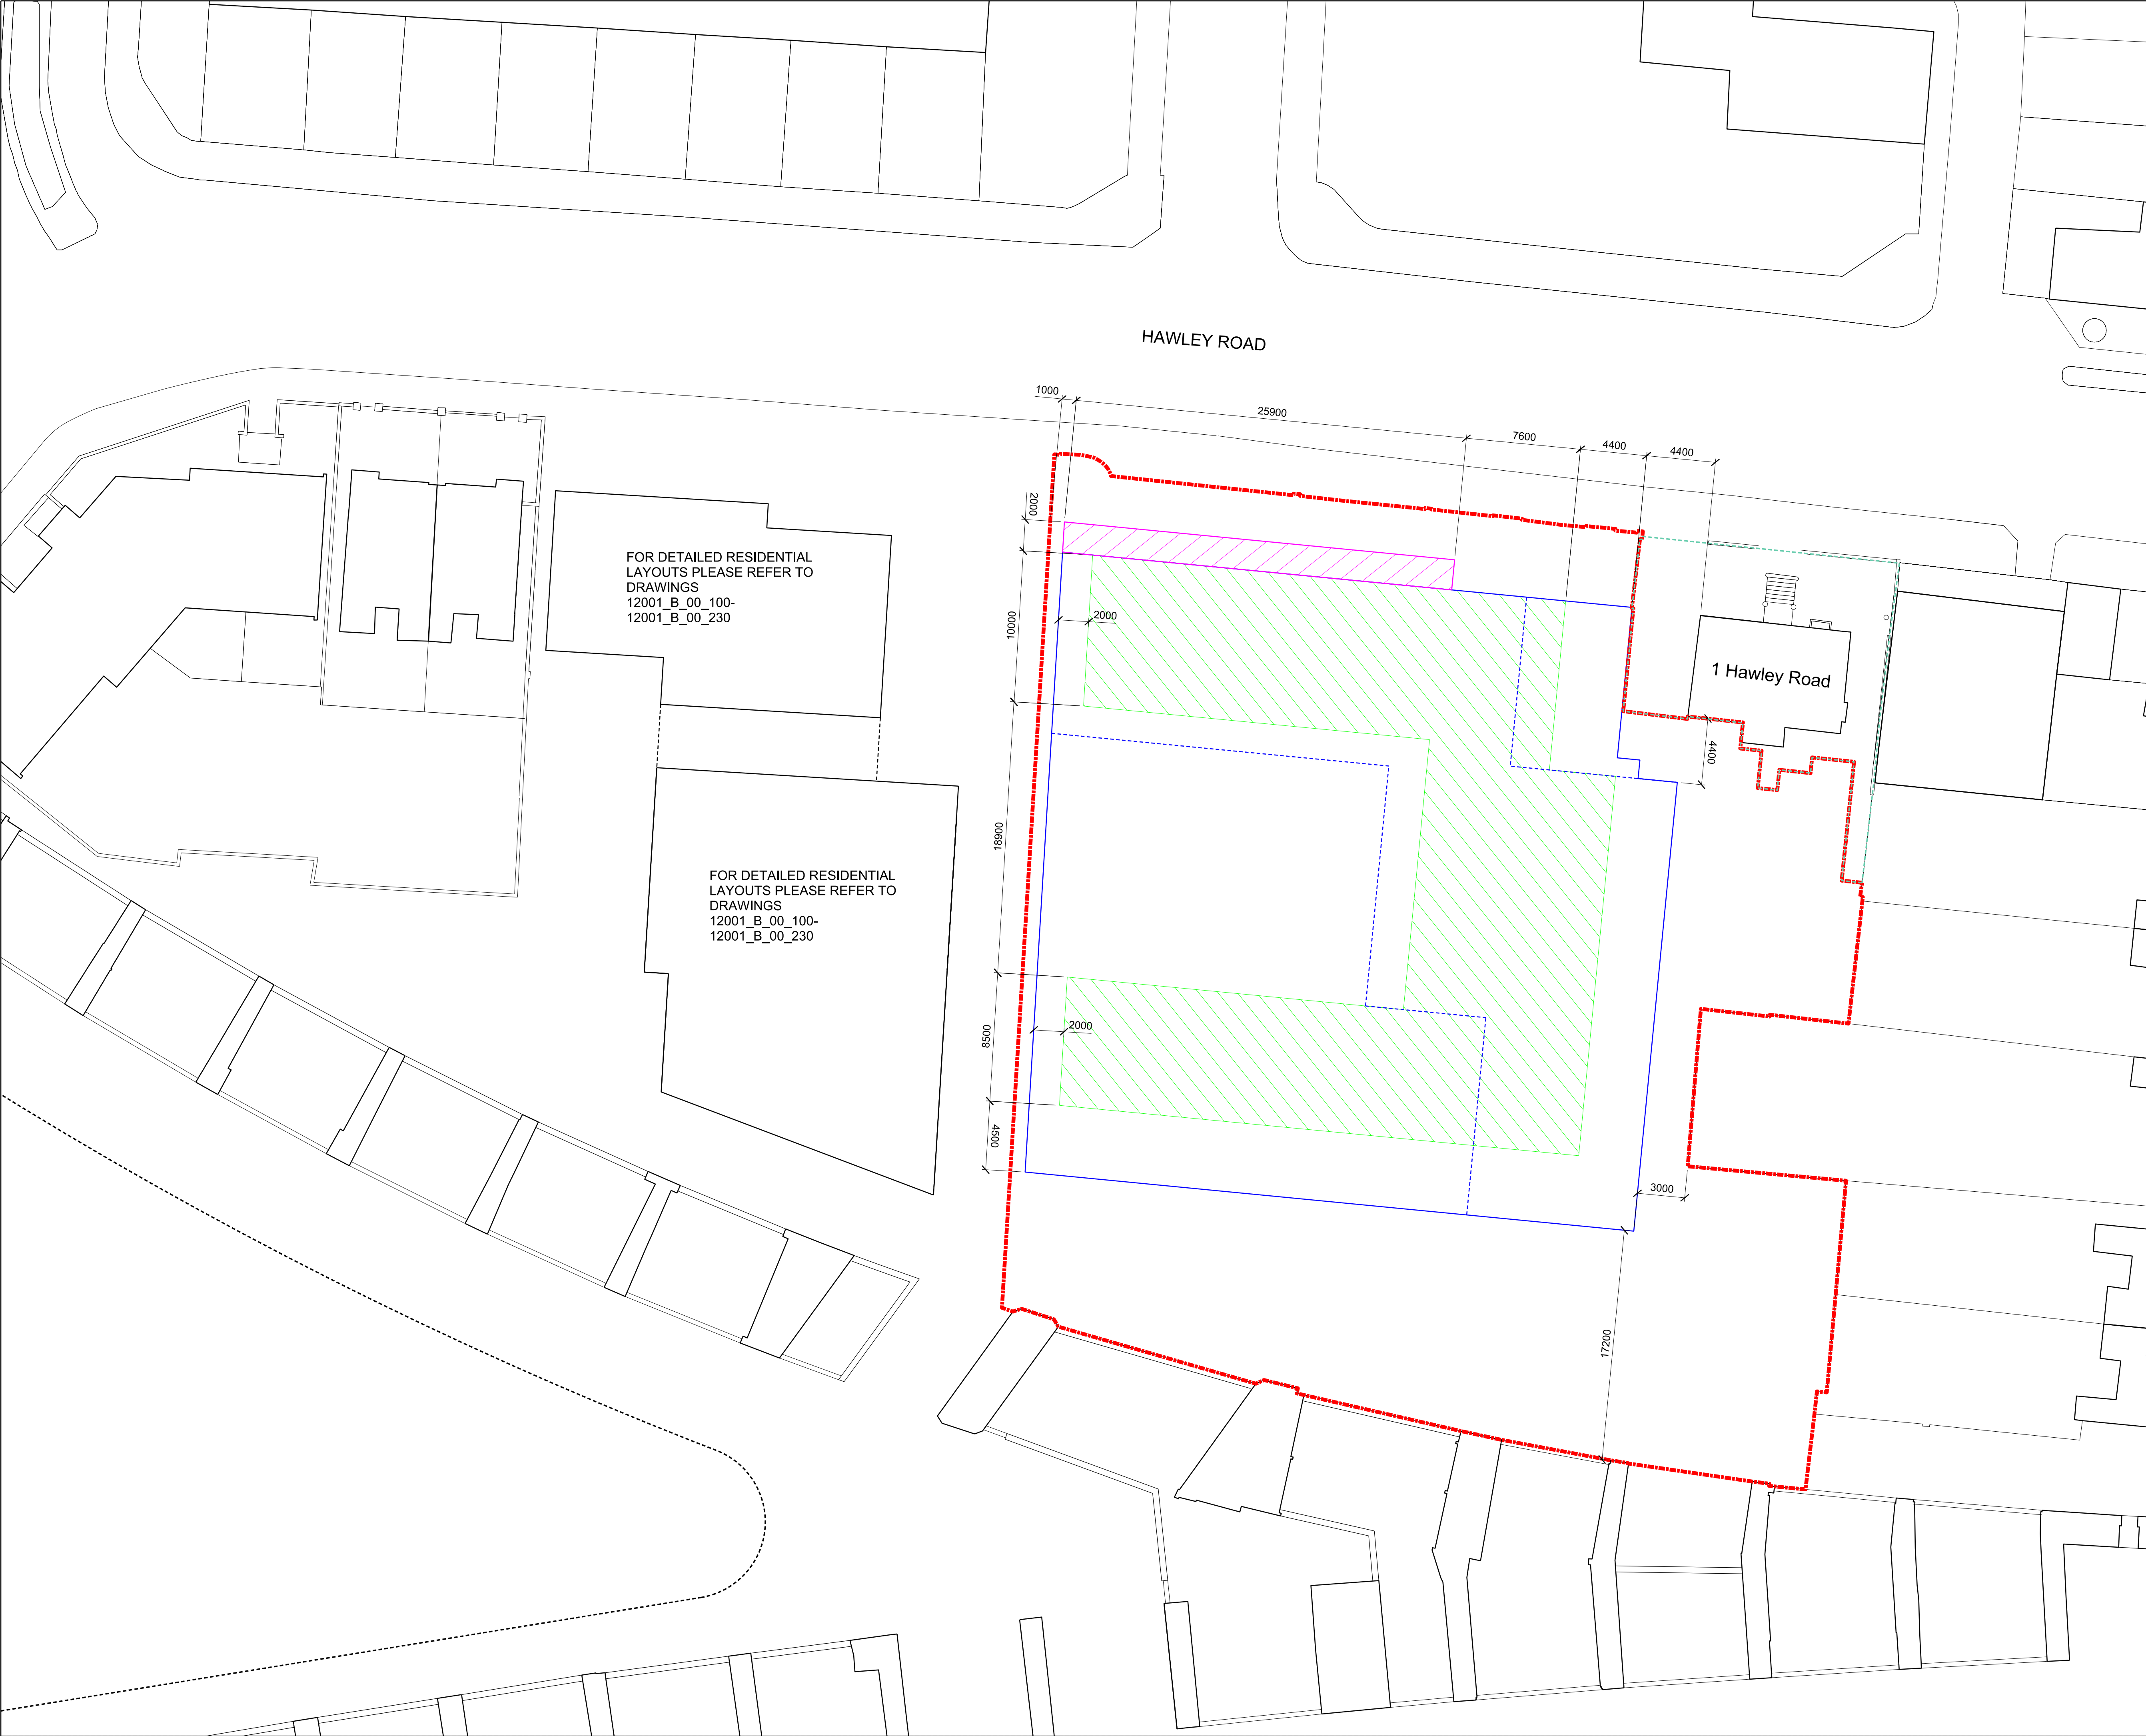 HAWLEY ROAD
1000
25900
7600
4400
4400
2000
FOR DETAILED RESIDENTIAL
LAYOUTS PLEASE REFER TO
DRAWINGS
12001_B_00_100-
12001_B_00_230
10000
2000
1 Hawley Road
4400
18900
FOR DETAILED RESIDENTIAL
LAYOUTS PLEASE REFER TO
DRAWINGS
12001_B_00_100-
12001_B_00_230
8500
2000
4500
3000
17200